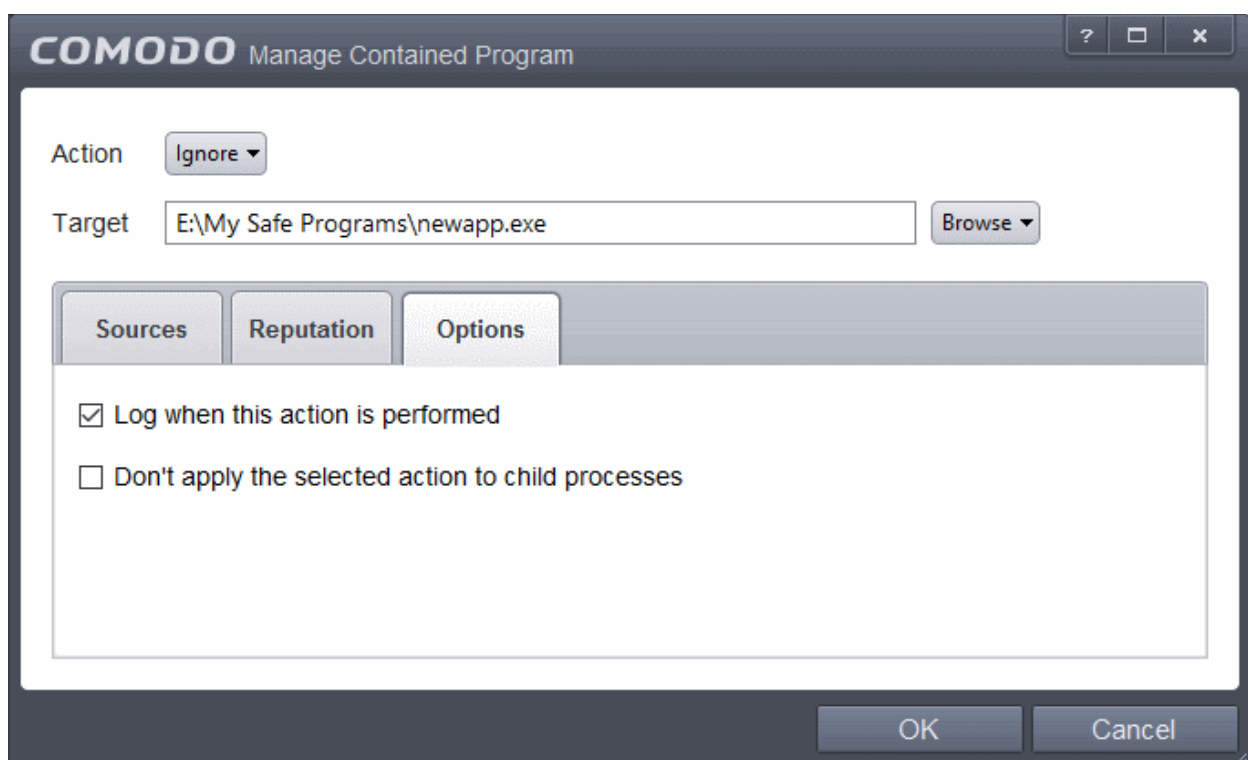 COMODO Manage Contained Program ?
Action Ignore
Target E:\My Safe Programs\newapp.exe Browse
Sources Reputation Options
Log when this action is performed
Don't apply the selected action to child processes
OK Cancel